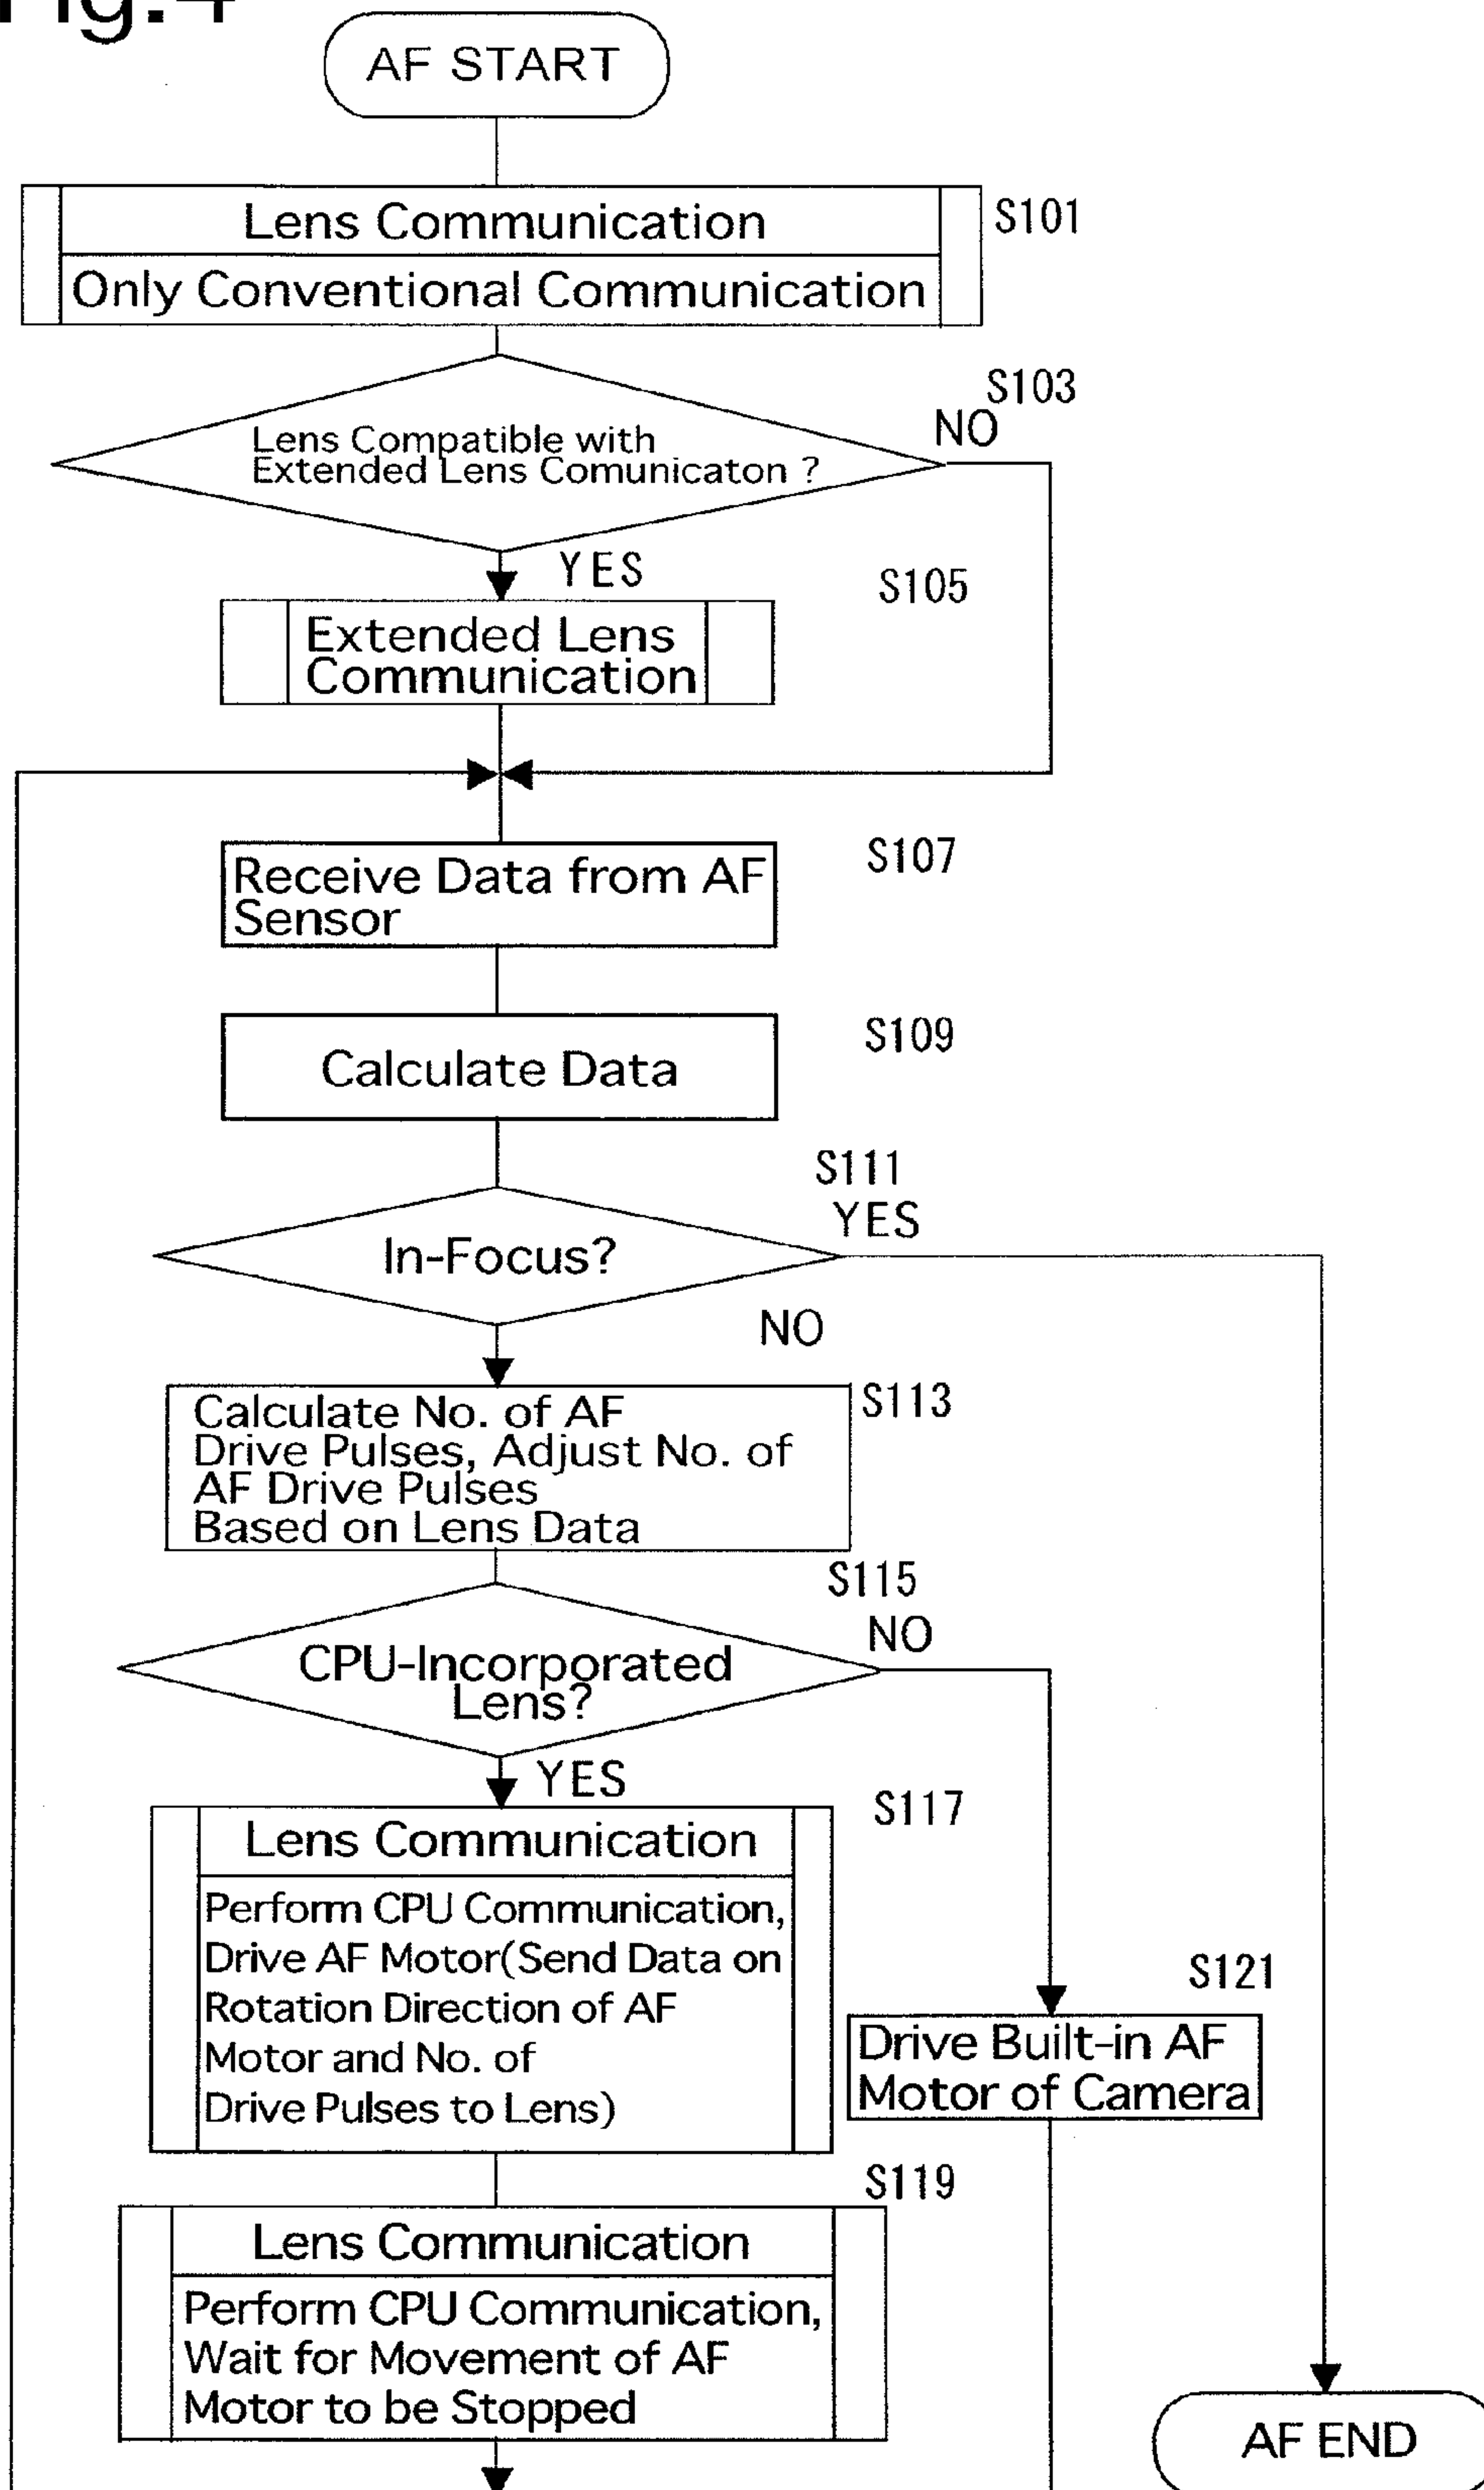 Fig.4
AF START
Lens Communication
S101
Only Conventional Communication
S103
NO
Lens Compatible with
Extended Lens Comunicaton ?
YES
S105
Extended Lens
Communication
S107
Receive Data from AF
Sensor
S109
Calculate Data
S111
YES
In-Focus?
NO
S113
Calculate No. of AF
Drive Pulses, Adjust No. of
AF Drive Pulses
Based on Lens Data
S115
NO
CPU-Incorporated
Lens?
YES
S117
Lens Communication
Perform CPU Communication,
Drive AF Motor(Send Data on
Rotation Direction of AF
Motor and No. of
Drive Pulses to Lens)
S121
Drive Built-in AF
Motor of Camera
S119
Lens Communication
Perform CPU Communication,
Wait for Movement of AF
Motor to be Stopped
AF END